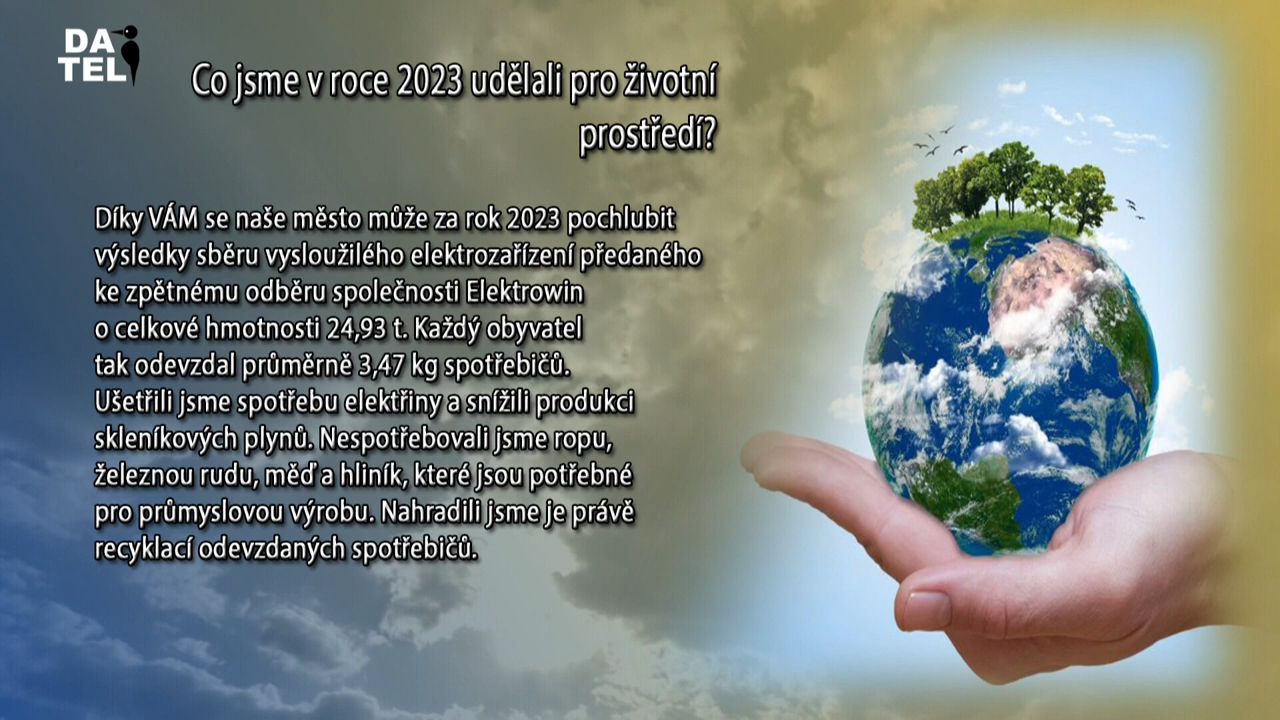 DA
TEL
Co jsme v roce 2023 udělali pro životní
prostředí?
Díky VÁM se naše město může za rok 2023 pochlubit
výsledky sběru vysloužilého elektrozařízení předaného
ke zpětnému odběru společnosti Elektrowin
o celkové hmotnosti 24,93 t. Každý obyvatel
tak odevzdal průměrně 3,47 kg spotřebičů.
Ušetřili jsme spotřebu elektřiny a snížili produkci
skleníkových plynů. Nespotřebovali jsme ropu,
železnou rudu, měď a hliník, které jsou potřebné
pro průmyslovou výrobu. Nahradili jsme je právě
recyklací odevzdaných spotřebičů.